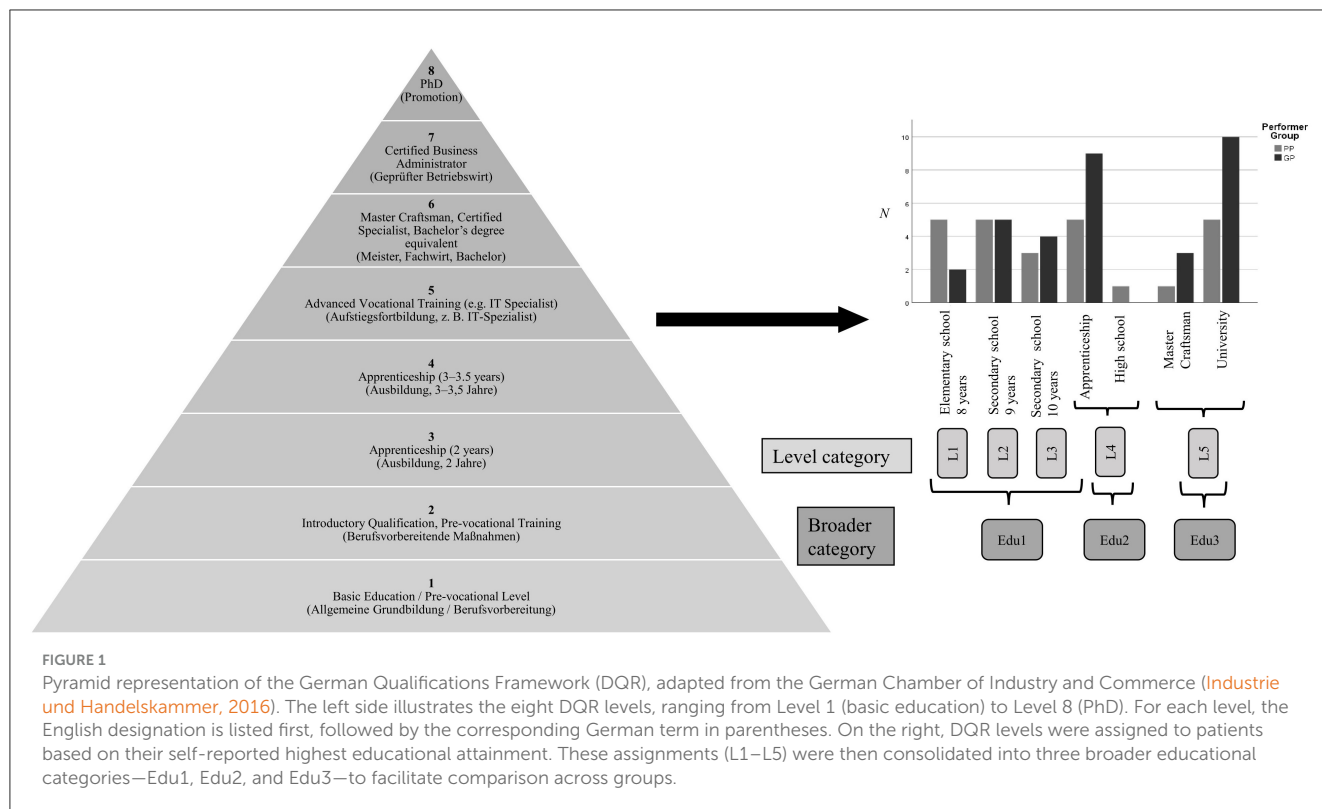 8
PhD
(Promotion)
7
Certified Business
Administrator
(Geprüfter Betriebswirt)
6
Master Craftsman, Certified
Specialist, Bachelor's degree
equivalent
(Meister, Fachwirt, Bachelor)
5
Advanced Vocational Training (e.g. IT Specialist)
(Aufstiegsfortbildung, z. B. IT-Spezialist)
4
Apprenticeship (3–3.5 years)
(Ausbildung, 3–3,5 Jahre)
3
Apprenticeship (2 years)
(Ausbildung, 2 Jahre)
2
Introductory Qualification, Pre-vocational Training
(Berufsvorbereitende Maßnahmen)
1
Basic Education / Pre-vocational Level
(Allgemeine Grundbildung / Berufsvorbereitung)
Performer
Group
PP
GP
N
10
8
6
4
2
0
Elementary school
8 years
Secondary school
9 years
Secondary school
10 years
Apprenticeship
High school
Master
Craftsman
University
Level category
L1
L2
L3
L4
L5
Broader
category
Edu1
Edu2
Edu3
FIGURE 1
Pyramid representation of the German Qualifications Framework (DQR), adapted from the German Chamber of Industry and Commerce (Industrie
und Handelskammer, 2016). The left side illustrates the eight DQR levels, ranging from Level 1 (basic education) to Level 8 (PhD). For each level, the
English designation is listed first, followed by the corresponding German term in parentheses. On the right, DQR levels were assigned to patients
based on their self-reported highest educational attainment. These assignments (L1–L5) were then consolidated into three broader educational
categories—Edu1, Edu2, and Edu3—to facilitate comparison across groups.